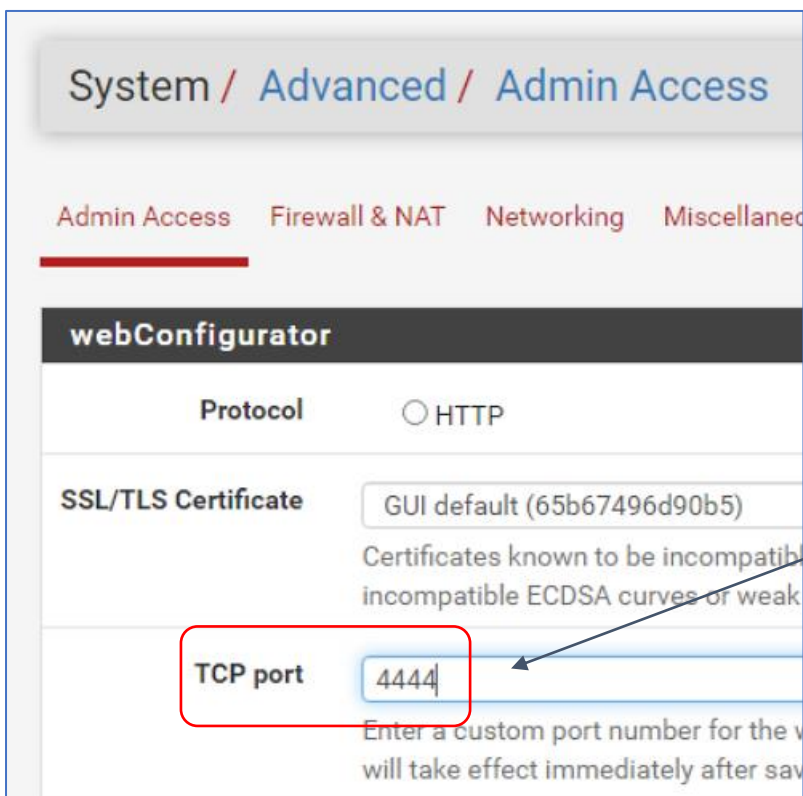 System / Advanced / Admin Access
Admin Access Firewall & NAT Networking
webConfigurator
Protocol HTTP
SSL/TLS Certificate GUI default (65b67496d90b5)
Certificates known to be
incompatible ECDSA curves or weak
TCP port 4444
Enter a custom port number for the
will take effect immediately after